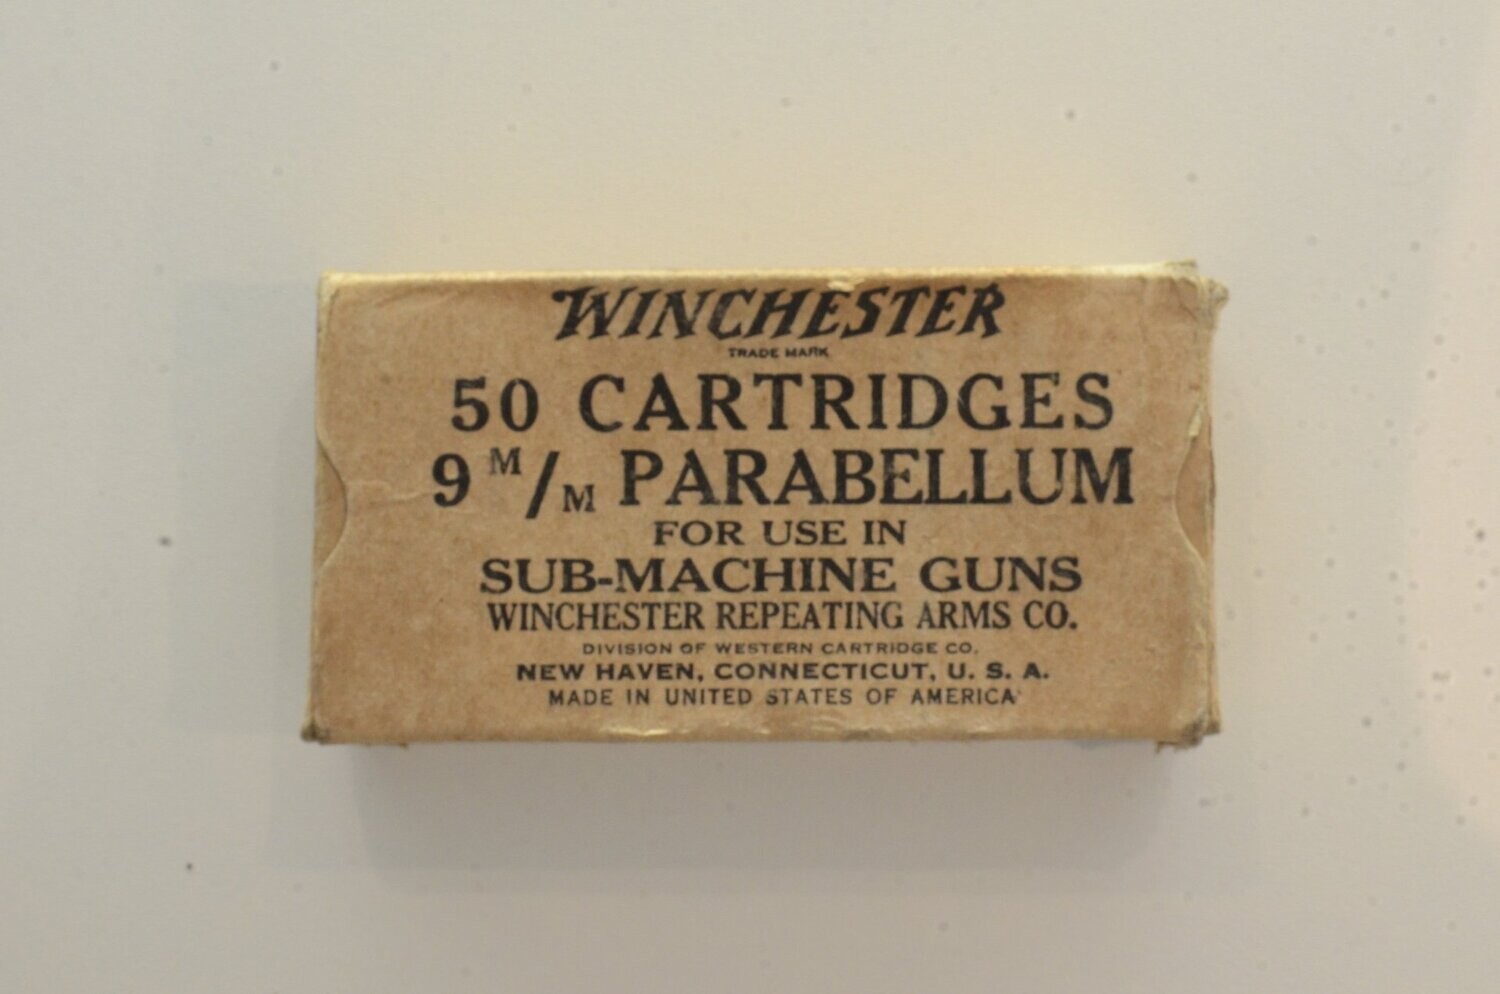 WINCHESTER
TRADE MARK
50 CARTRIDGES
9 M/M PARABELLUM
FOR USE IN
SUB-MACHINE GUNS
WINCHESTER REPEATING ARMS CO.
DIVISION OF WESTERN CARTRIDGE CO.
NEW HAVEN, CONNECTICUT, U. S. A.
MADE IN UNITED STATES OF AMERICA